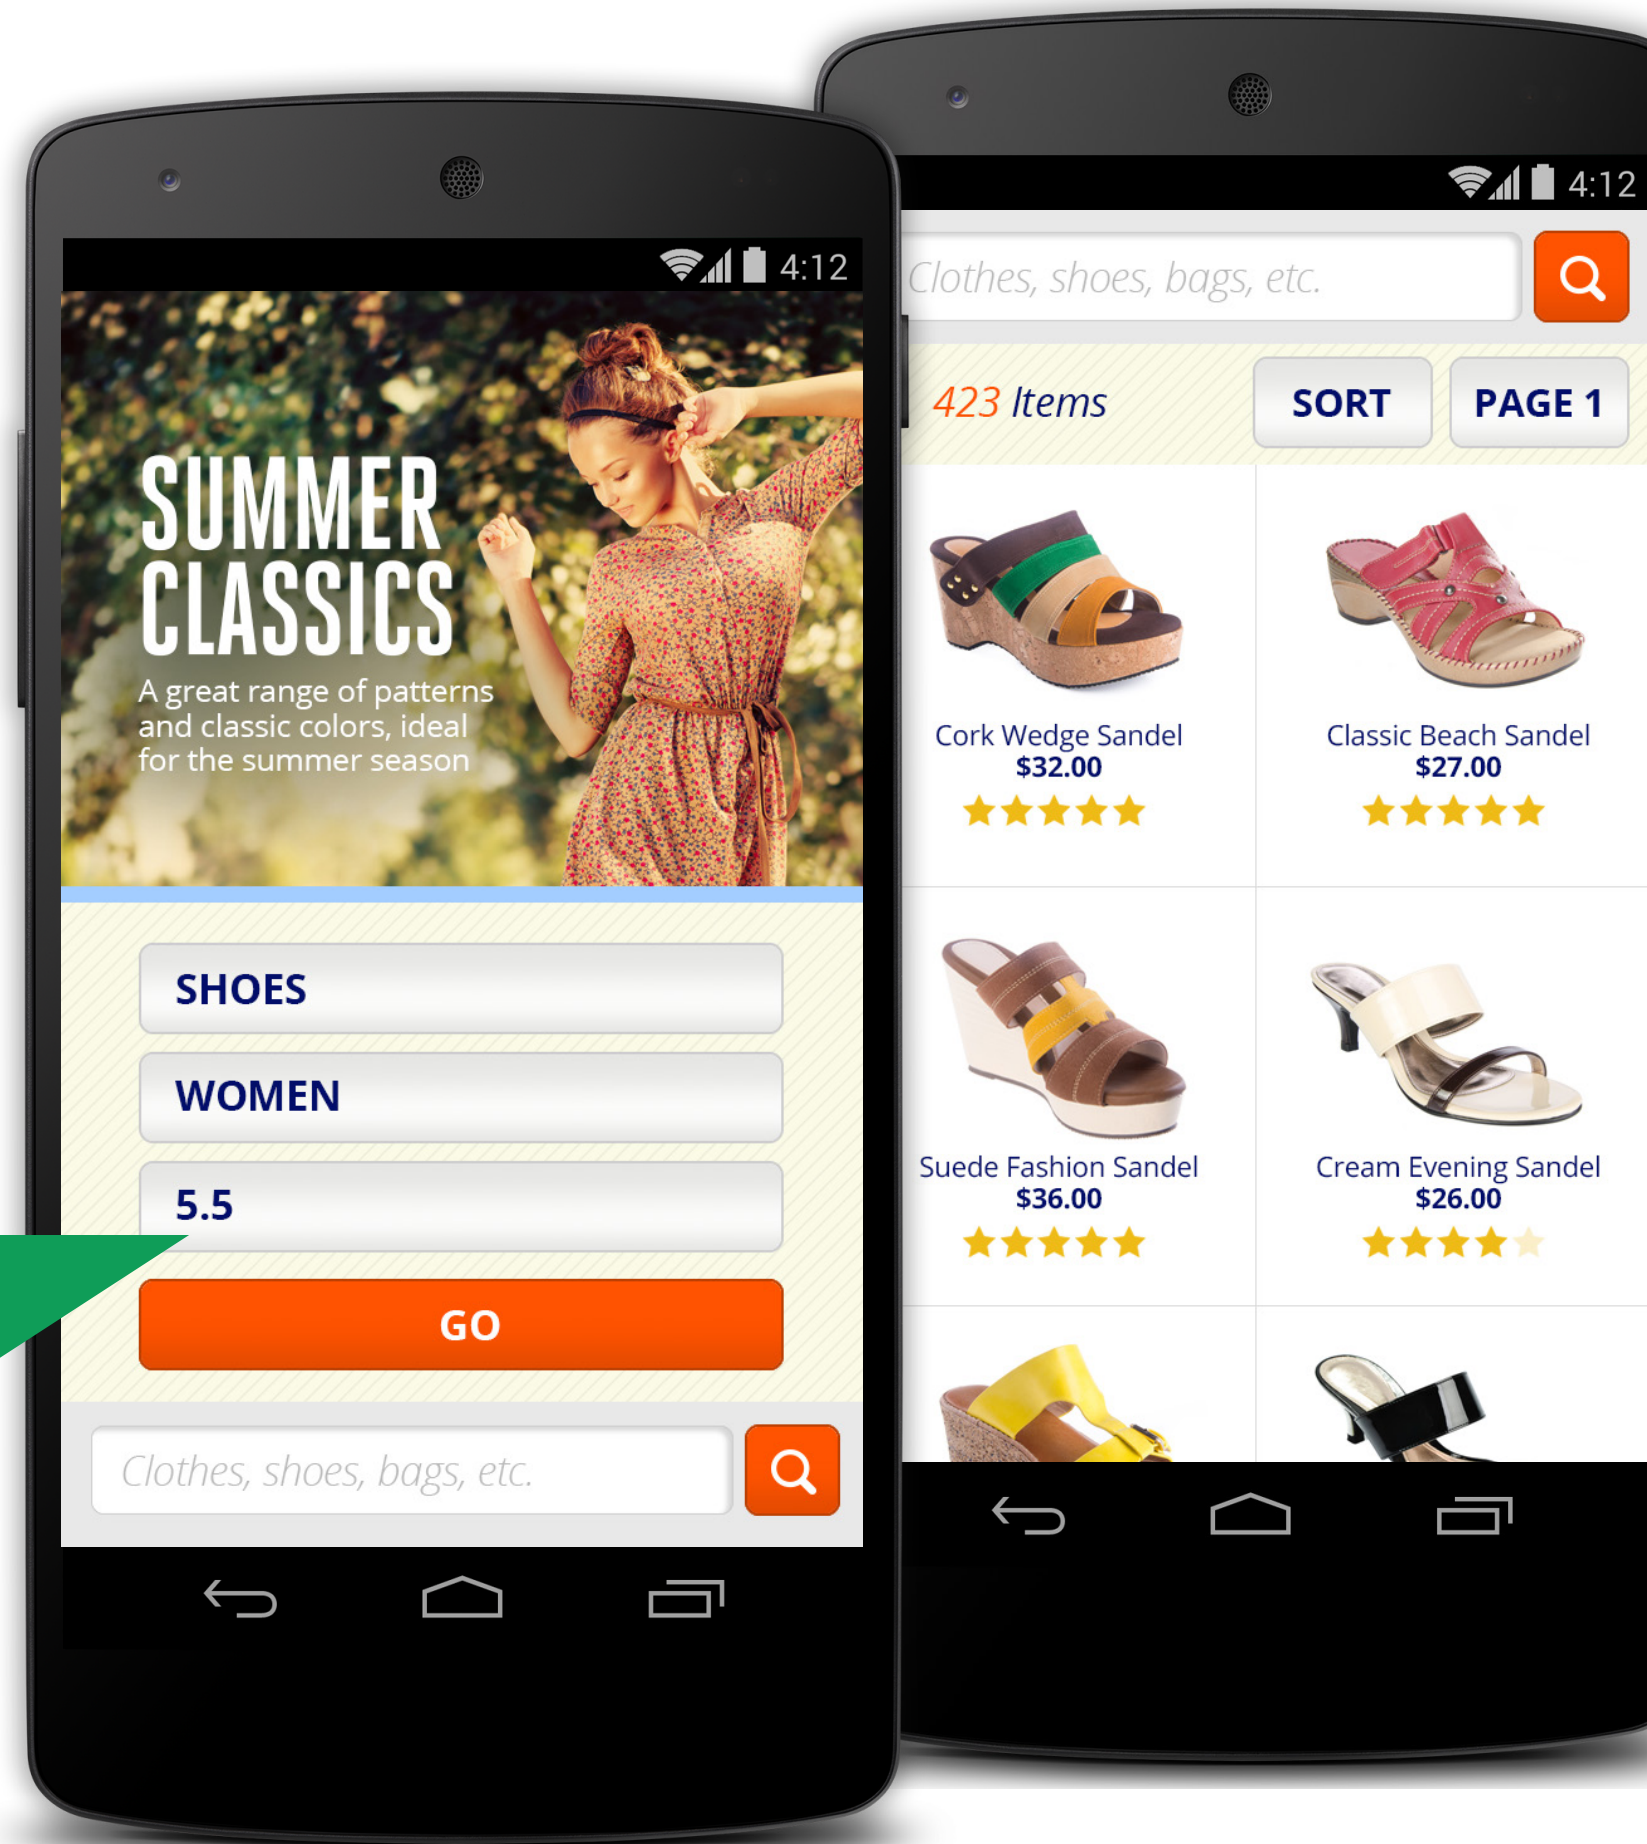 4:12
SUMMER
CLASSICS
A great range of patterns
and classic colors, ideal
for the summer season
SHOES
WOMEN
5.5
GO
Clothes, shoes, bags, etc.
4:12
Clothes, shoes, bags, etc.
423 Items
SORT
PAGE 1
Cork Wedge Sandel
$32.00
Classic Beach Sandel
$27.00
Suede Fashion Sandel
$36.00
Cream Evening Sandel
$26.00